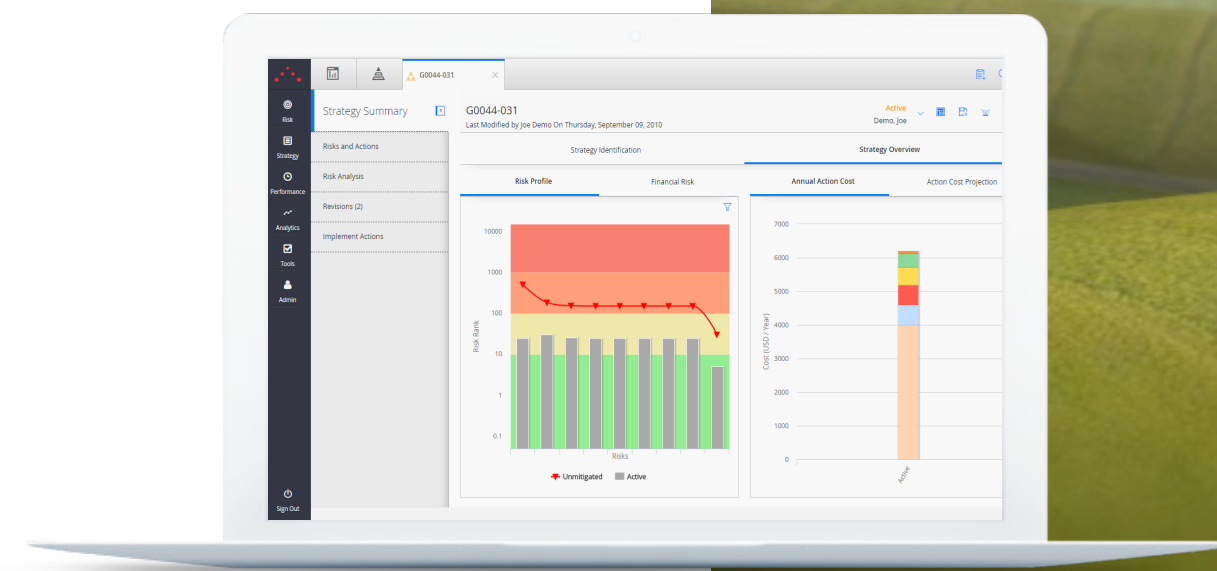 G0044-031
Risk
Strategy
Performance
Analytics
Tools
Admin
Sign Out
Strategy Summary
Risks and Actions
Risk Analysis
Revisions (2)
Implement Actions
G0044-031
Last Modified by Joe Demo On Thursday, September 09, 2010
Active
Demo, Joe
Strategy Identification
Strategy Overview
Risk Profile
Financial Risk
Risk Rank
10000
1000
100
10
1
0.1
Risks
Unmitigated
Active
Annual Action Cost
Action Cost Projection
Cost (USD / Year)
7000
6000
5000
4000
3000
2000
1000
0
Active